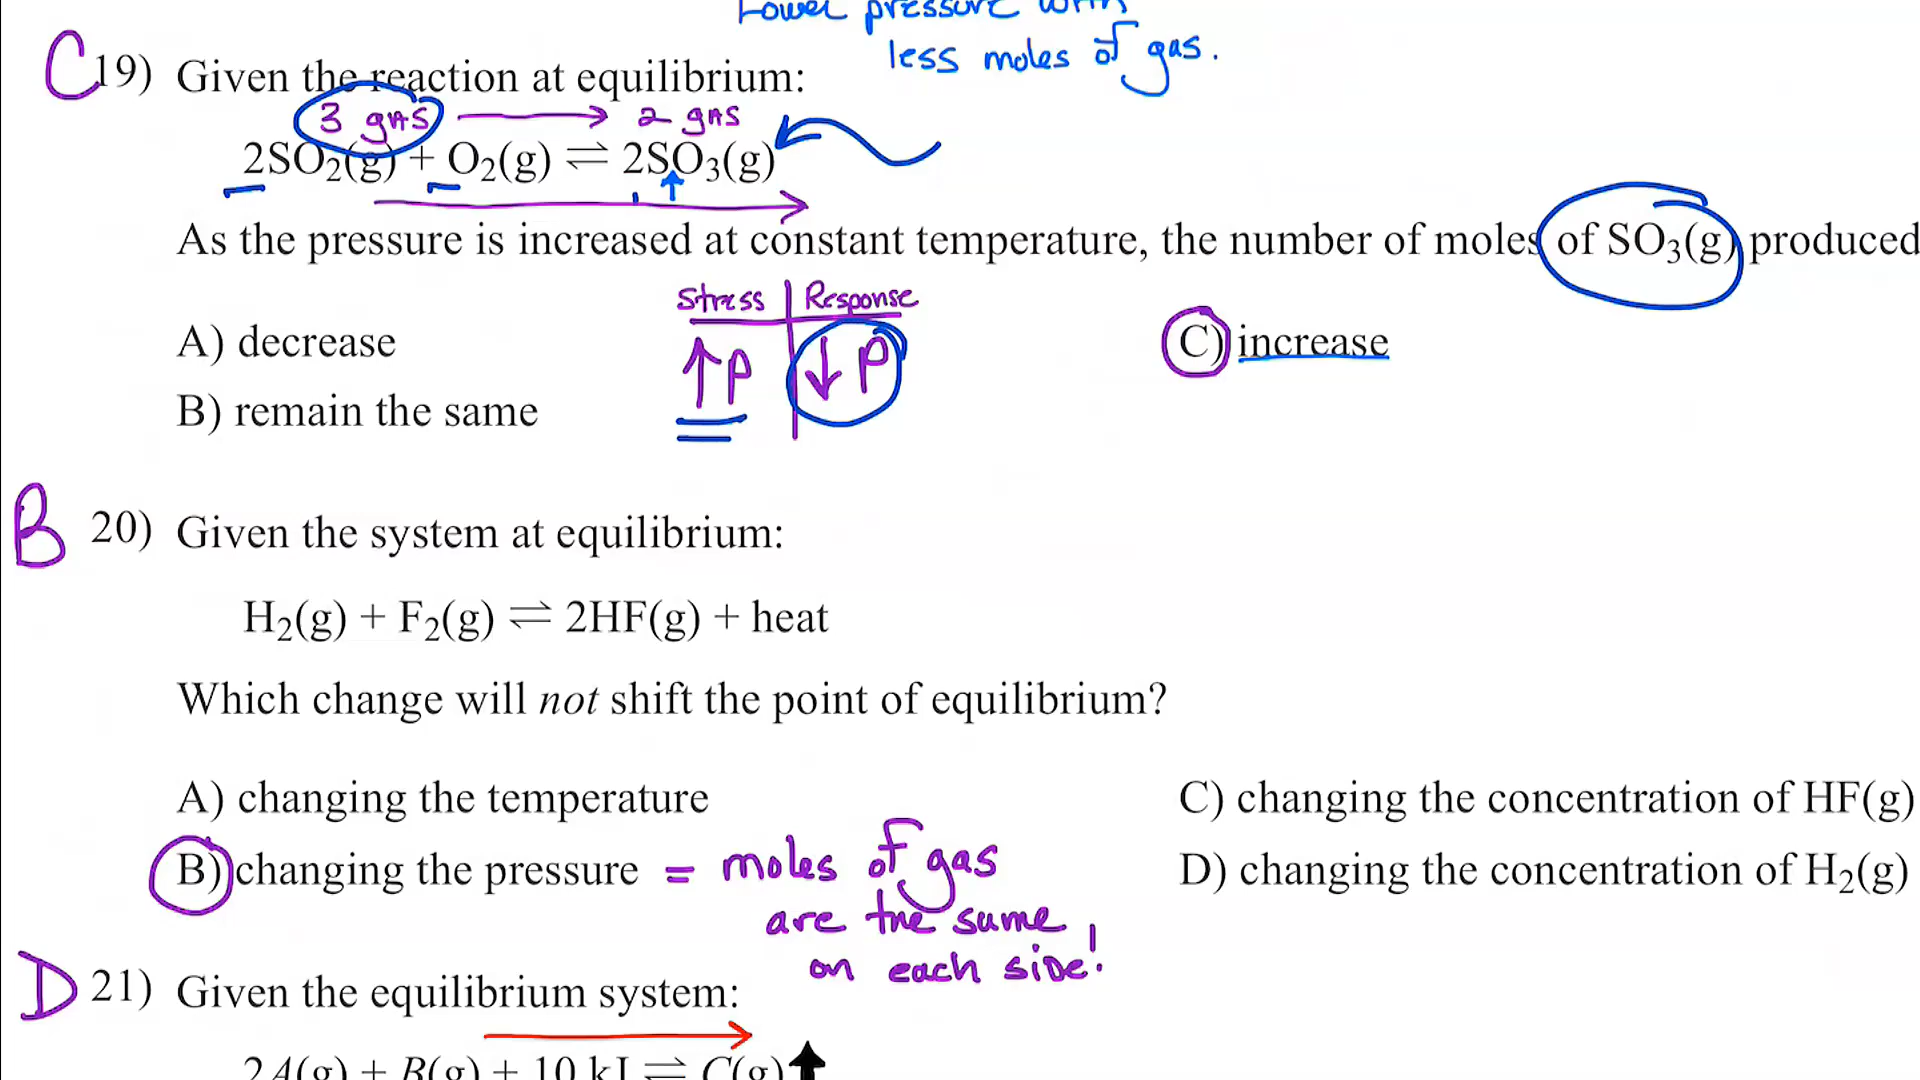 Lower pressure with
less moles of gas.
C 19) Given the reaction at equilibrium:
3 gas → 2 gas
2SO₂(g) + O₂(g) ⇌ 2SO₃(g)
As the pressure is increased at constant temperature, the number of moles of SO₃(g) produced
Stress | Response
↑P | ↓P
A) decrease
B) remain the same
C) increase
B 20) Given the system at equilibrium:
H₂(g) + F₂(g) ⇌ 2HF(g) + heat
Which change will not shift the point of equilibrium?
A) changing the temperature
B) changing the pressure = moles of gas
are the same
on each side!
C) changing the concentration of HF(g)
D) changing the concentration of H₂(g)
D 21) Given the equilibrium system:
2A(g) + B(g) + 10 kJ ⇌ C(g)